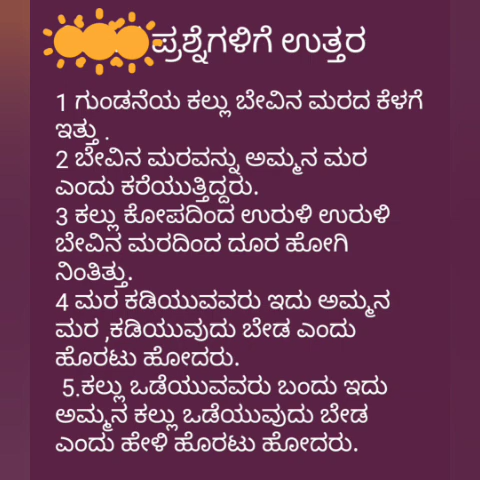 ಪ್ರಶ್ನೆಗಳಿಗೆ ಉತ್ತರ
1 ಗುಂಡನೆಯ ಕಲ್ಲು ಬೇವಿನ ಮರದ ಕೆಳಗೆ
ಇತ್ತು .
2 ಬೇವಿನ ಮರವನ್ನು ಅಮ್ಮನ ಮರ
ಎಂದು ಕರೆಯುತ್ತಿದ್ದರು.
3 ಕಲ್ಲು ಕೋಪದಿಂದ ಉರುಳಿ ಉರುಳಿ
ಬೇವಿನ ಮರದಿಂದ ದೂರ ಹೋಗಿ
ನಿಂತಿತ್ತು.
4 ಮರ ಕಡಿಯುವವರು ಇದು ಅಮ್ಮನ
ಮರ ,ಕಡಿಯುವುದು ಬೇಡ ಎಂದು
ಹೊರಟು ಹೋದರು.
5.ಕಲ್ಲು ಒಡೆಯುವವರು ಬಂದು ಇದು
ಅಮ್ಮನ ಕಲ್ಲು ಒಡೆಯುವುದು ಬೇಡ
ಎಂದು ಹೇಳಿ ಹೊರಟು ಹೋದರು.